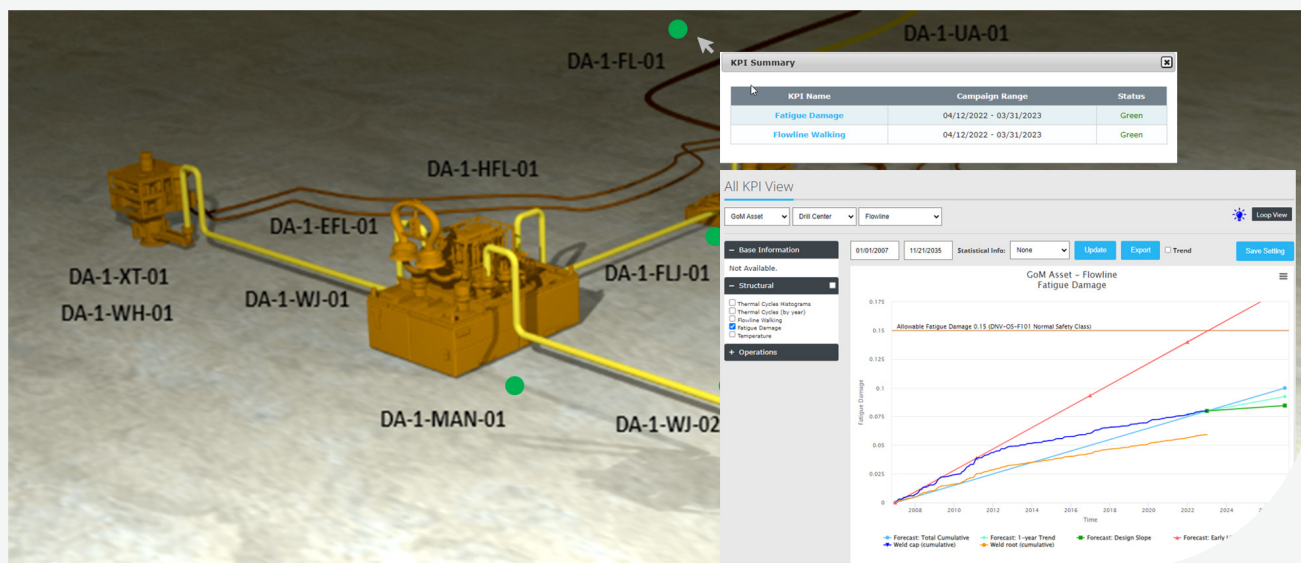 DA-1-UA-01
DA-1-FL-01
DA-1-HFL-01
DA-1-EFL-01
DA-1-XT-01
DA-1-WH-01
DA-1-WJ-01
DA-1-FLJ-01
DA-1-MAN-01
DA-1-WJ-02
KPI Summary
KPI Name Campaign Range Status
Fatigue Damage 04/12/2022 - 03/31/2023 Green
Flowline Walking 04/12/2022 - 03/31/2023 Green
All KPI View
GoM Asset Drill Center Flowline Loop View
− Base Information
Not Available.
− Structural
Thermal Cycles Histograms
Thermal Cycles (by year)
Flowline Walking
Fatigue Damage
Temperature
+ Operations
01/01/2007 11/21/2035 Statistical Info: None Update Export Trend Save Setting
GoM Asset - Flowline
Fatigue Damage
Allowable Fatigue Damage 0.15 (DNV-OS-F101 Normal Safety Class)
Fatigue Damage
0.175
0.15
0.125
0.1
0.075
0.05
0.025
0
2008 2010 2012 2014 2016 2018 2020 2022 2024
Time
Forecast: Total Cumulative Forecast: 1-year Trend Forecast: Design Slope Forecast: Early
Weld cap (cumulative) Weld root (cumulative)